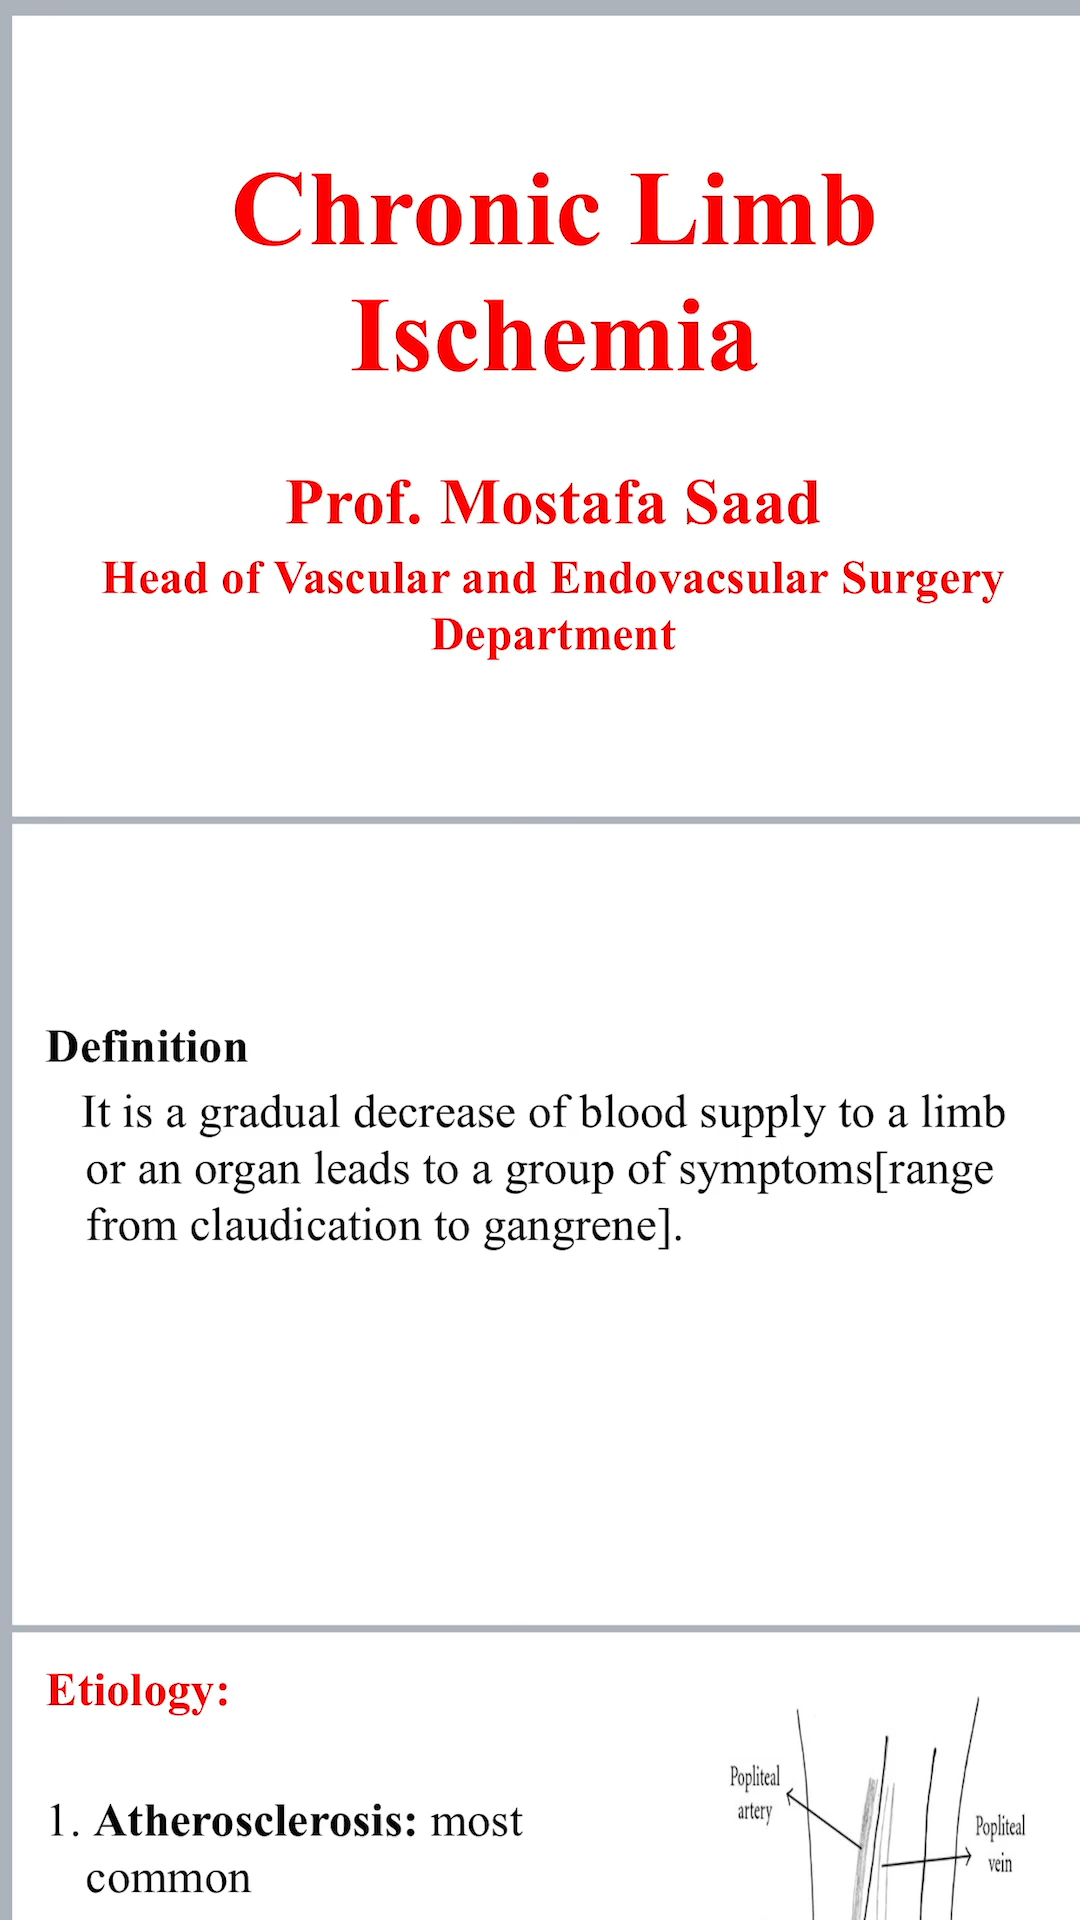 Chronic Limb
Ischemia
Prof. Mostafa Saad
Head of Vascular and Endovacsular Surgery
Department
Definition
It is a gradual decrease of blood supply to a limb
or an organ leads to a group of symptoms[range
from claudication to gangrene].
Etiology:
1. Atherosclerosis: most
common
Popliteal
artery
Popliteal
vein